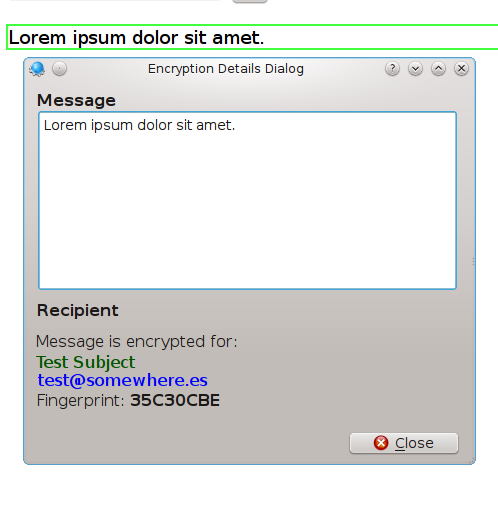 Lorem ipsum dolor sit amet.
Encryption Details Dialog
Message
Lorem ipsum dolor sit amet.
Recipient
Message is encrypted for:
Test Subject
test@somewhere.es
Fingerprint: 35C30CBE
Close